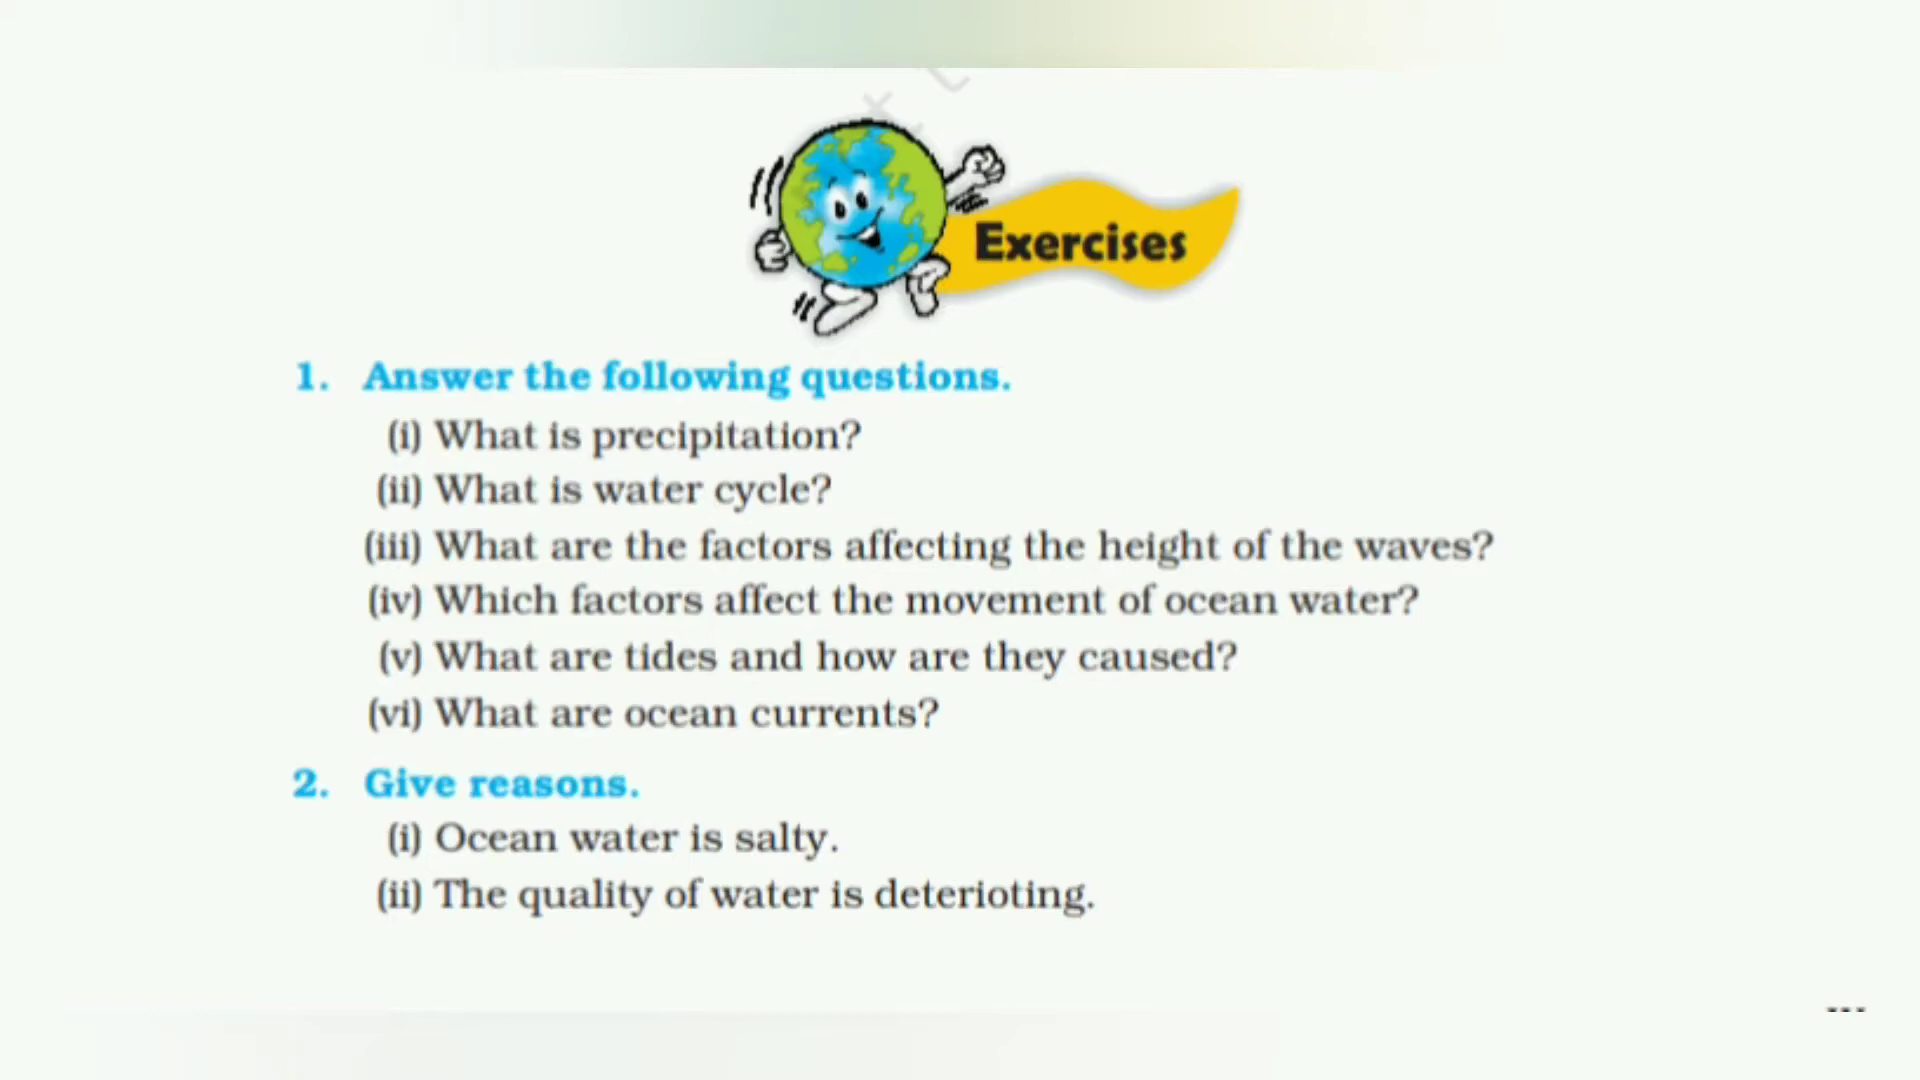 Exercises
1. Answer the following questions.
(i) What is precipitation?
(ii) What is water cycle?
(iii) What are the factors affecting the height of the waves?
(iv) Which factors affect the movement of ocean water?
(v) What are tides and how are they caused?
(vi) What are ocean currents?
2. Give reasons.
(i) Ocean water is salty.
(ii) The quality of water is deterioting.